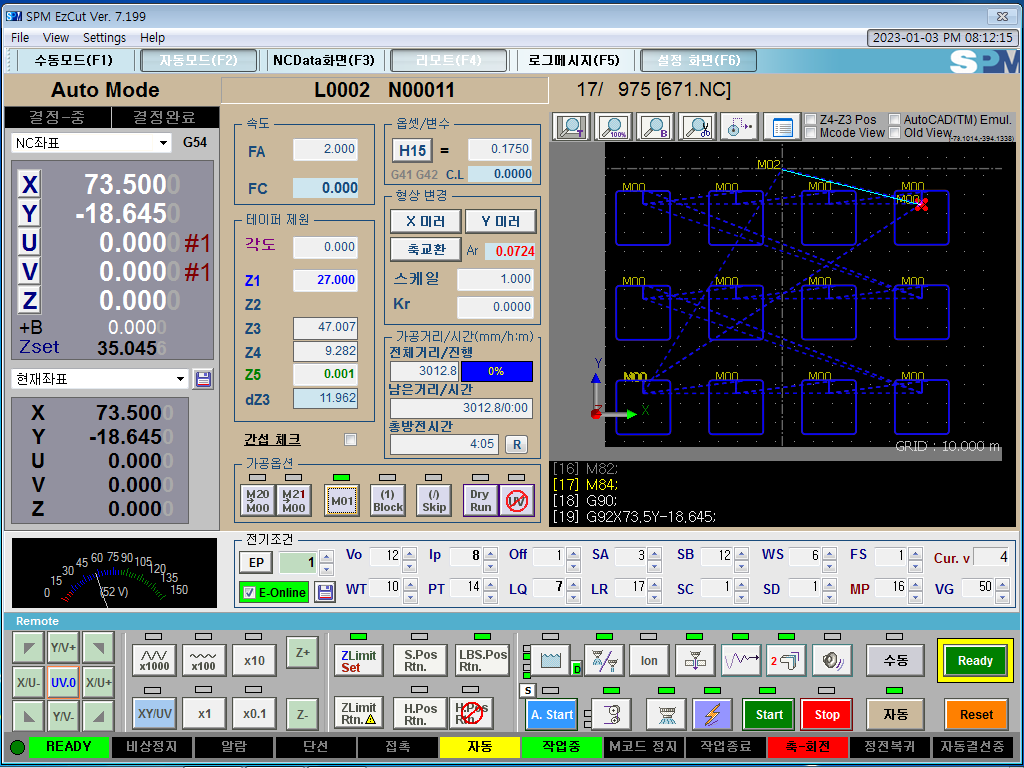 SPM EzCut Ver. 7.199
File View Settings Help
2023-01-03 PM 08:12:15
수동모드(F1) 자동모드(F2) NCData화면(F3) 리모트(F4) 로그메시지(F5) 설정 화면(F6) SPM
Auto Mode L0002 N00011 17/ 975 [671.NC]
결정-중 결정완료
NC좌표 G54
X 73.5000
Y -18.6450
U 0.0000 #1
V 0.0000 #1
Z 0.0000
+B 0.0000
Zset 35.0456
현재좌표
X 73.5000
Y -18.6450
U 0.0000
V 0.0000
Z 0.0000
속도
FA 2.000
FC 0.000
테이퍼 제원
각도 0.000
Z1 27.000
Z2
Z3 47.007
Z4 9.282
Z5 0.001
dZ3 11.962
간섭 체크
옵셋/변수
H15 = 0.1750
G41 G42 C.L 0.0000
형상 변경
X 미러 Y 미러
축교환 Ar 0.0724
스케일 1.000
Kr 0.0000
가공거리/시간(mm/h:m)
전체거리/진행
3012.8 0%
남은거리/시간
3012.8/0:00
총방전시간
4:05 R
가공옵션
M20 M00 M21 M00 M01 (1) Block (/) Skip Dry Run UV
T 100% B
Z4-Z3 Pos AutoCAD(TM) Emul.
Mcode View Old View
(-79.1014,-394.1338)
M02
M00 M00 M00 M00
M00
M00 M00 M00 M00
M00 M00 M00 M00
Y
X
GRID : 10.000 m
[16] M82;
[17] M84;
[18] G90;
[19] G92X73.5Y-18.645;
0 15 30 45 60 75 90 105 120 135 150
(52 V)
전기조건
EP 1 Vo 12 Ip 8 Off 1 SA 3 SB 12 WS 6 FS 1 Cur. v 4
E-Online WT 10 PT 14 LQ 7 LR 17 SC 1 SD 1 MP 16 VG 50
Remote
Y/V+
X/U- UV.0 X/U+
Y/V-
x1000 x100 x10 Z+
XY/UV x1 x0.1 Z-
ZLimit Set S.Pos Rtn. LBS.Pos Rtn.
ZLimit Rtn. H.Pos Rtn. H.Pos Rtn.
D Ion 2 수동 Ready
S A. Start Start Stop 자동 Reset
READY 비상정지 알람 단선 접촉 자동 작업중 M코드 정지 작업종료 축-회전 정전복귀 자동결선중